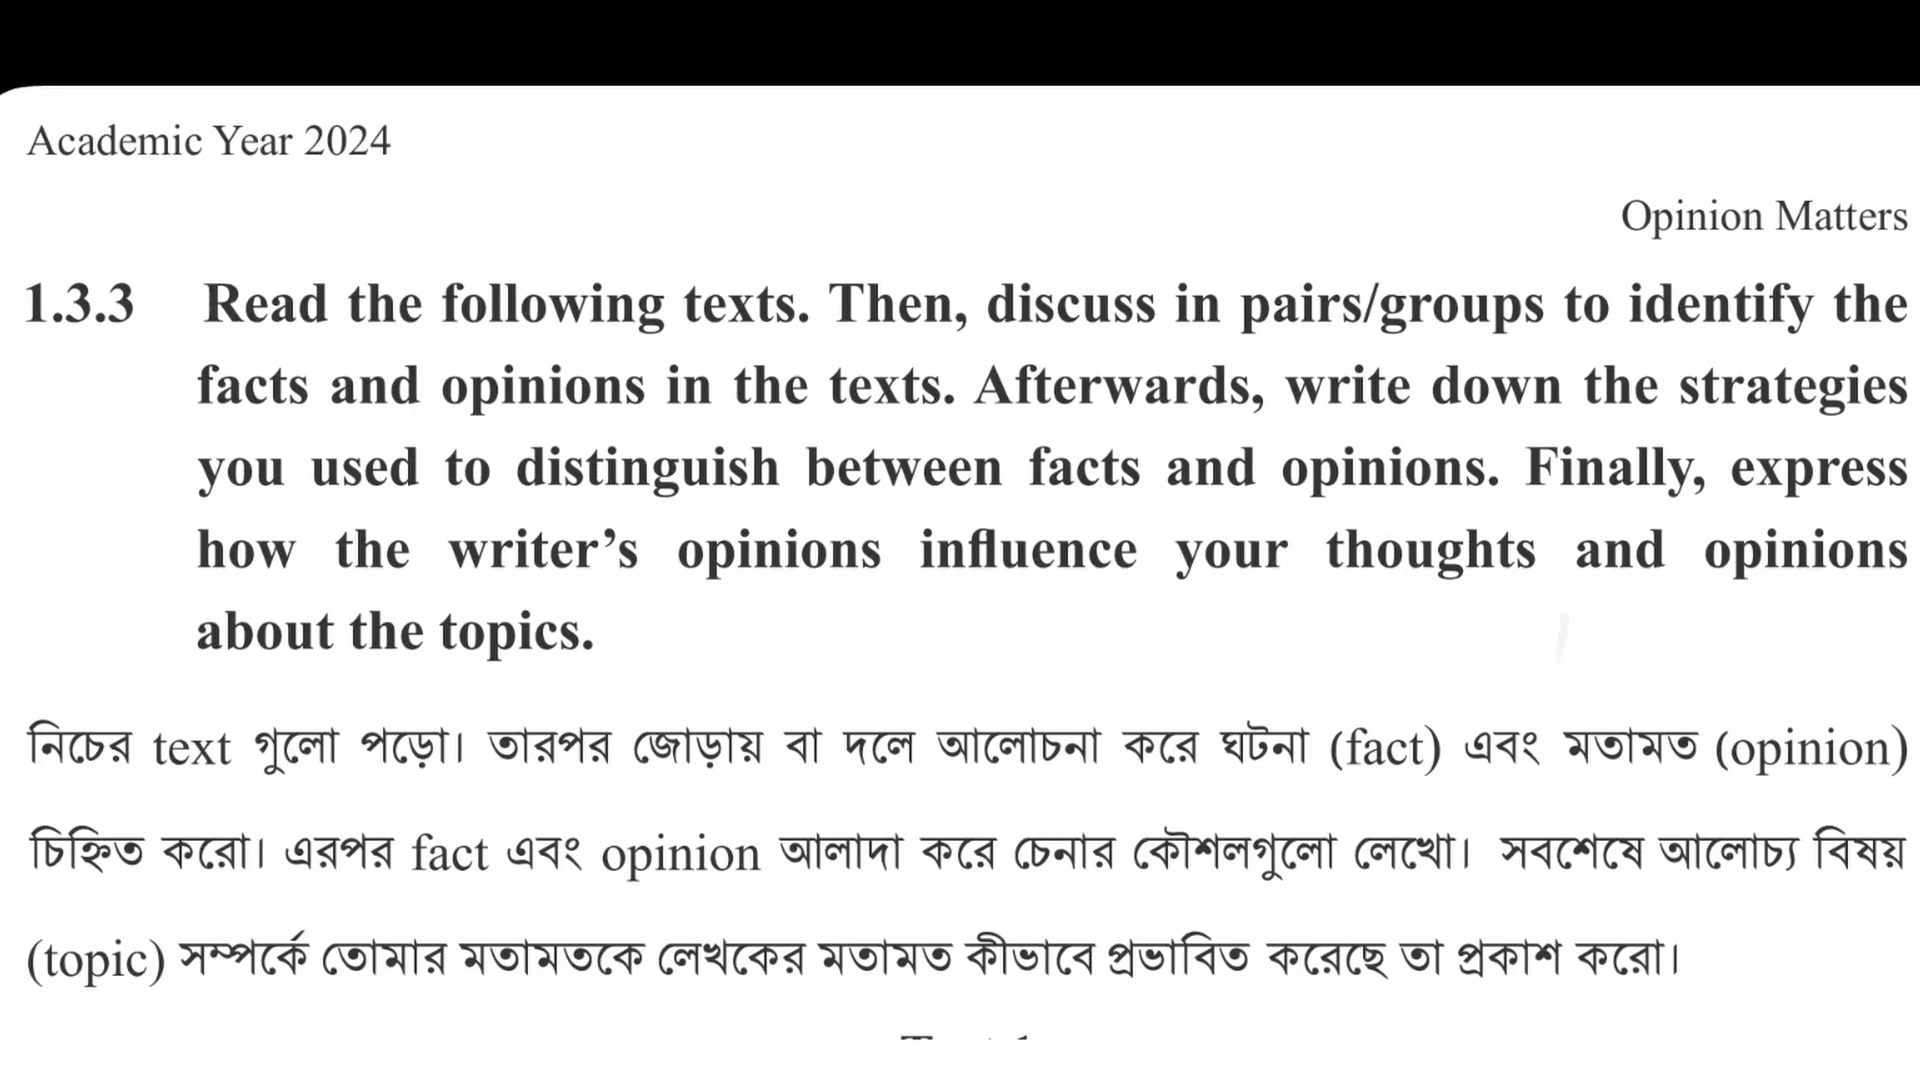 Academic Year 2024
Opinion Matters
1.3.3 Read the following texts. Then, discuss in pairs/groups to identify the
facts and opinions in the texts. Afterwards, write down the strategies
you used to distinguish between facts and opinions. Finally, express
how the writer’s opinions influence your thoughts and opinions
about the topics.
নিচের text গুলো পড়ো। তারপর জোড়ায় বা দলে আলোচনা করে ঘটনা (fact) এবং মতামত (opinion)
চিহ্নিত করো। এরপর fact এবং opinion আলাদা করে চেনার কৌশলগুলো লেখো। সবশেষে আলোচ্য বিষয়
(topic) সম্পর্কে তোমার মতামতকে লেখকের মতামত কীভাবে প্রভাবিত করেছে তা প্রকাশ করো।